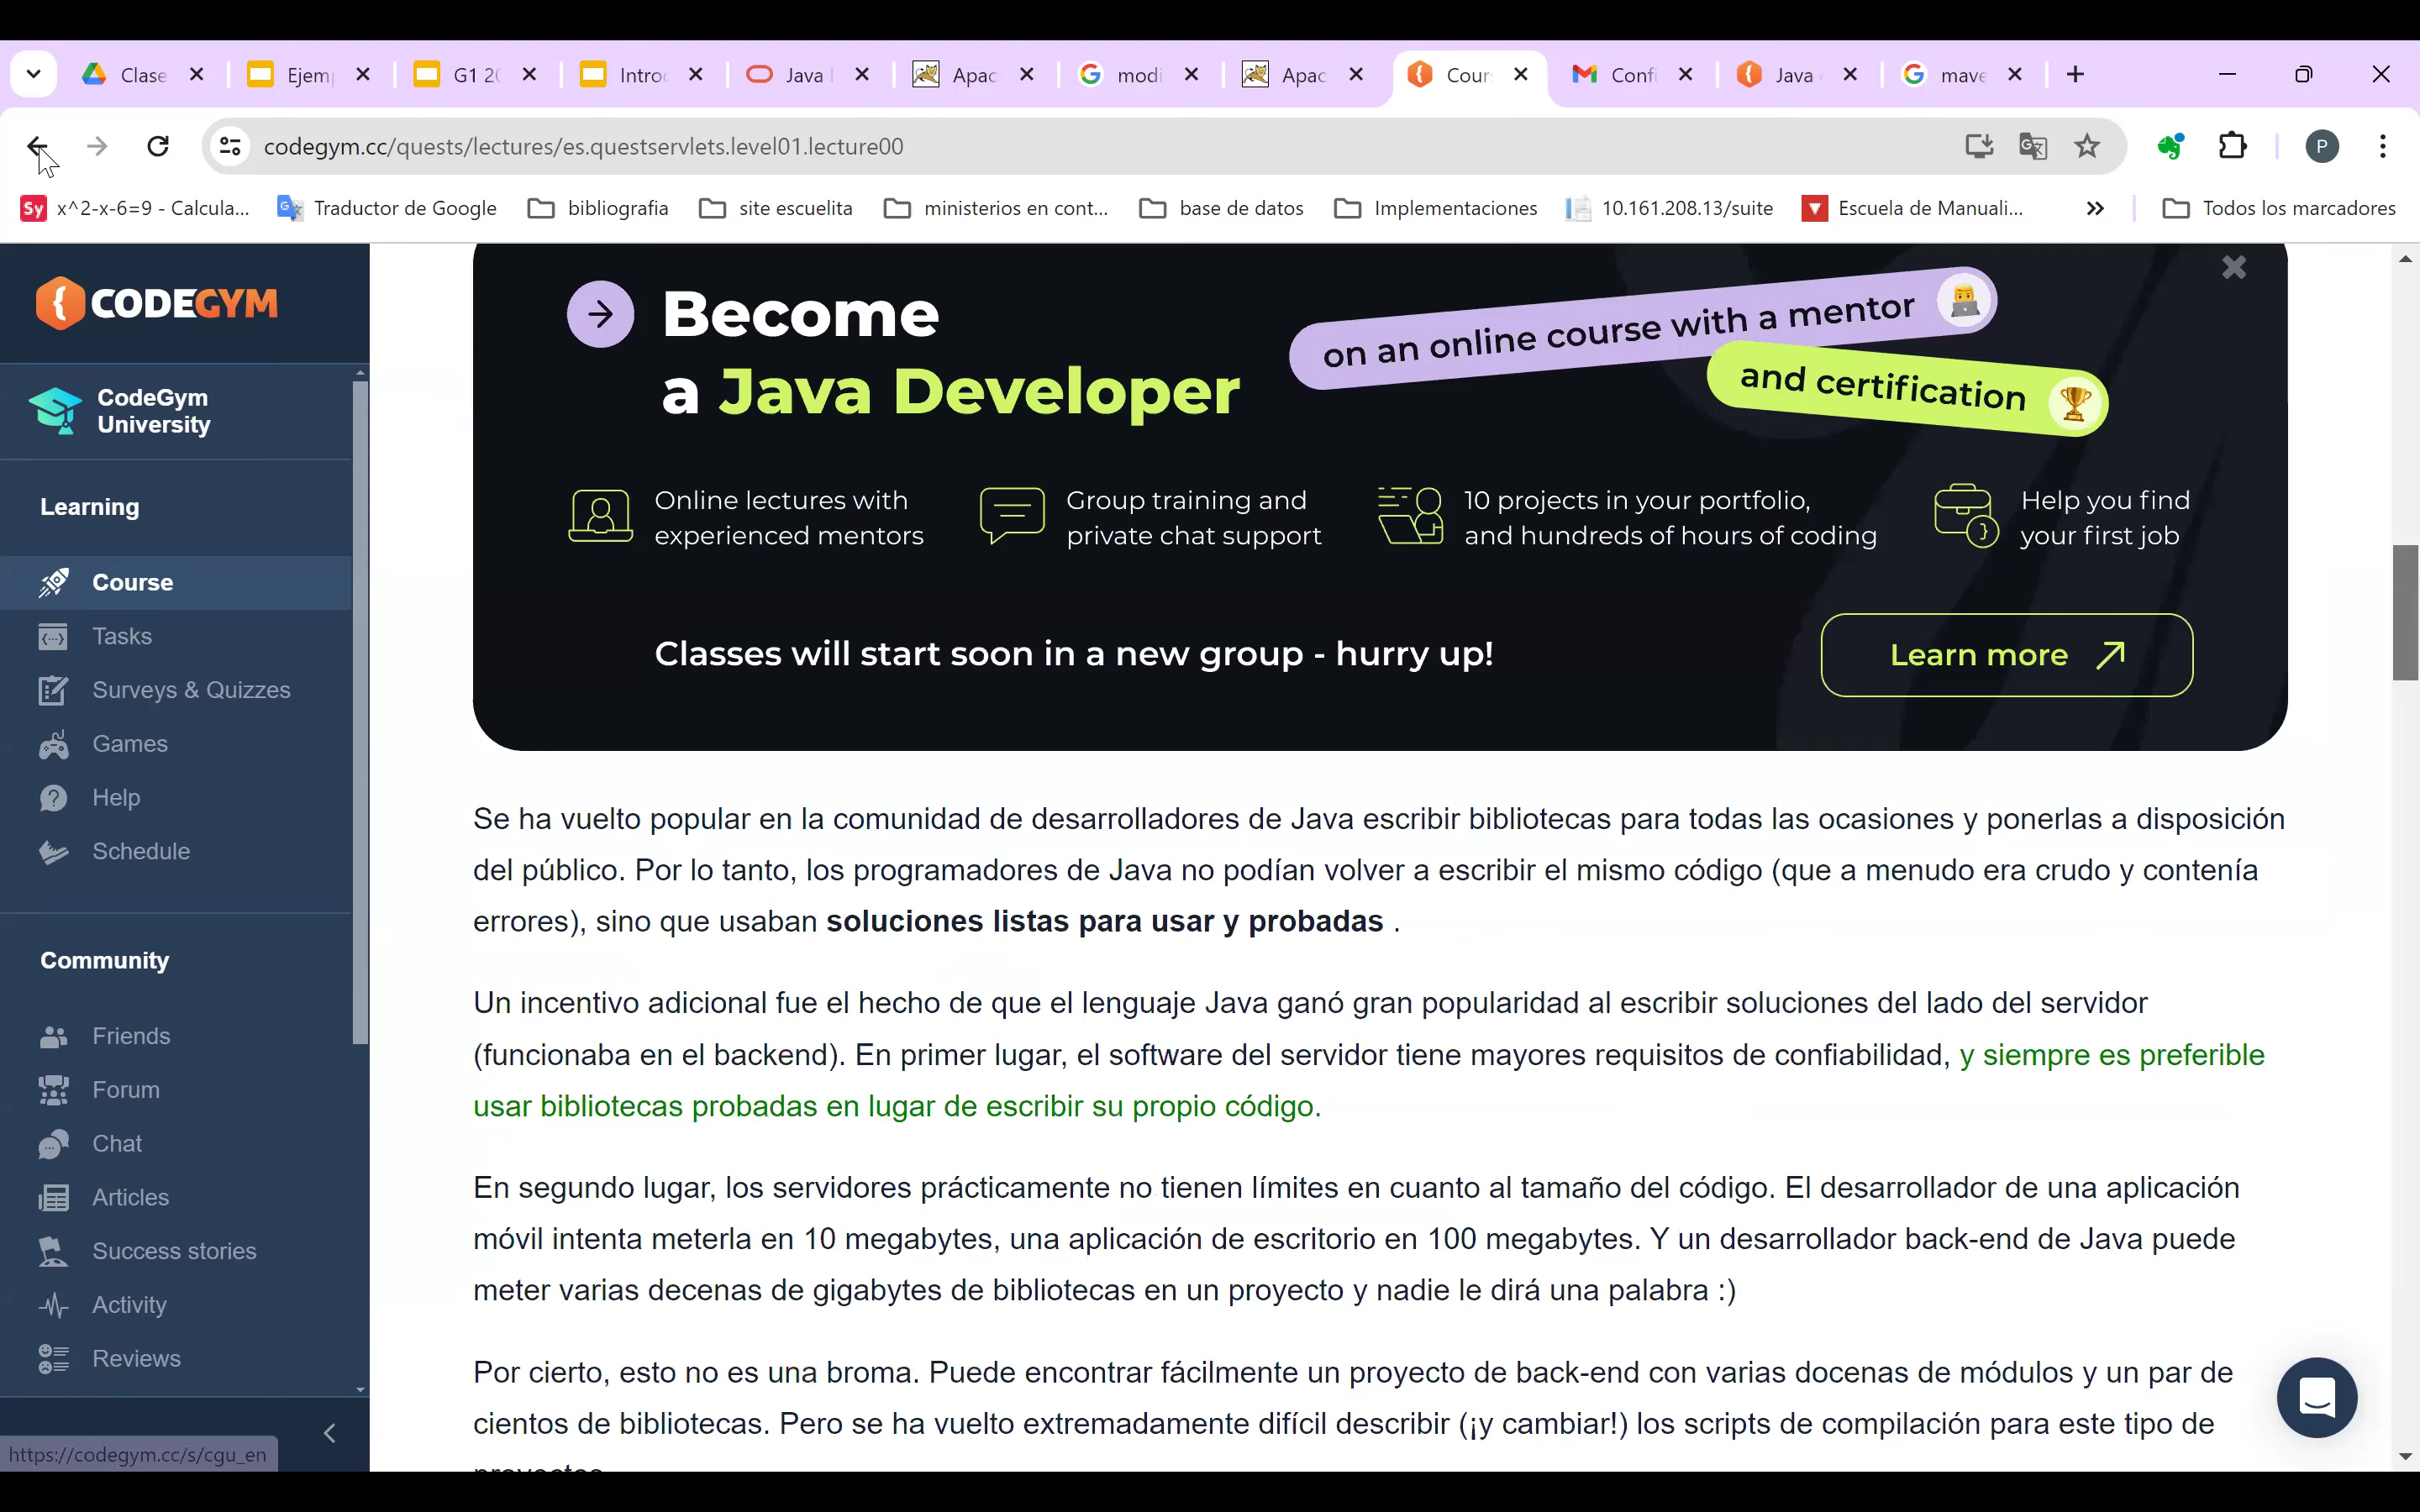 Clase
Ejem
G1 20
Intro
Java
Apac
modi
Apac
Cour
Confi
Java
mave
codegym.cc/quests/lectures/es.questservlets.level01.lecture00
P
Sy x^2-x-6=9 - Calcula...
Traductor de Google
bibliografia
site escuelita
ministerios en cont...
base de datos
Implementaciones
10.161.208.13/suite
Escuela de Manuali...
Todos los marcadores
CODEGYM
CodeGym
University
Learning
Course
Tasks
Surveys & Quizzes
Games
Help
Schedule
Community
Friends
Forum
Chat
Articles
Success stories
Activity
Reviews
https://codegym.cc/s/cgu_en
Become
a Java Developer
on an online course with a mentor
and certification
Online lectures with
experienced mentors
Group training and
private chat support
10 projects in your portfolio,
and hundreds of hours of coding
Help you find
your first job
Classes will start soon in a new group - hurry up!
Learn more
Se ha vuelto popular en la comunidad de desarrolladores de Java escribir bibliotecas para todas las ocasiones y ponerlas a disposición
del público. Por lo tanto, los programadores de Java no podían volver a escribir el mismo código (que a menudo era crudo y contenía
errores), sino que usaban soluciones listas para usar y probadas .
Un incentivo adicional fue el hecho de que el lenguaje Java ganó gran popularidad al escribir soluciones del lado del servidor
(funcionaba en el backend). En primer lugar, el software del servidor tiene mayores requisitos de confiabilidad, y siempre es preferible
usar bibliotecas probadas en lugar de escribir su propio código.
En segundo lugar, los servidores prácticamente no tienen límites en cuanto al tamaño del código. El desarrollador de una aplicación
móvil intenta meterla en 10 megabytes, una aplicación de escritorio en 100 megabytes. Y un desarrollador back-end de Java puede
meter varias decenas de gigabytes de bibliotecas en un proyecto y nadie le dirá una palabra :)
Por cierto, esto no es una broma. Puede encontrar fácilmente un proyecto de back-end con varias docenas de módulos y un par de
cientos de bibliotecas. Pero se ha vuelto extremadamente difícil describir (¡y cambiar!) los scripts de compilación para este tipo de